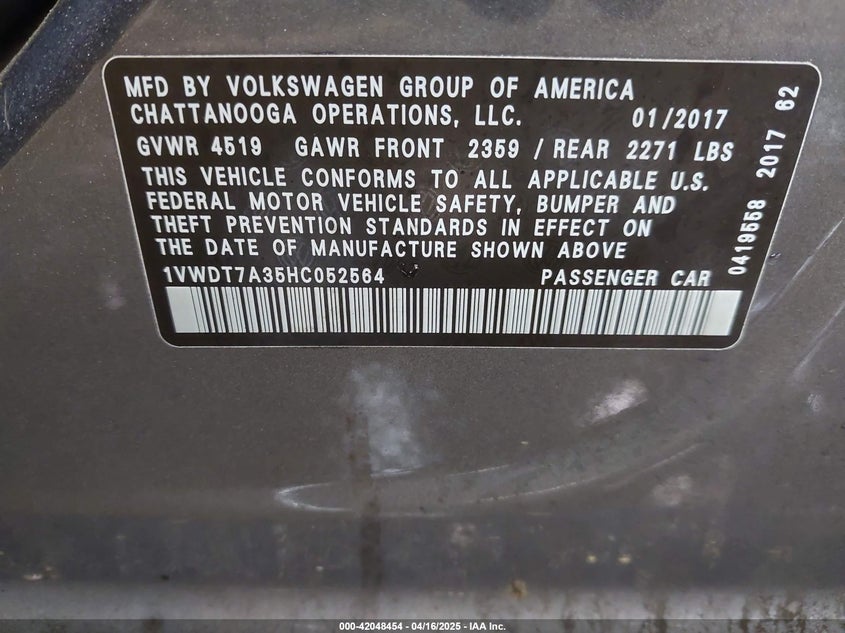 MFD BY VOLKSWAGEN GROUP OF AMERICA
CHATTANOOGA OPERATIONS, LLC. 01/2017
GVWR 4519 GAWR FRONT 2359 / REAR 2271 LBS
THIS VEHICLE CONFORMS TO ALL APPLICABLE U.S.
FEDERAL MOTOR VEHICLE SAFETY, BUMPER AND
THEFT PREVENTION STANDARDS IN EFFECT ON
THE DATE OF MANUFACTURE SHOWN ABOVE
1VWDT7A35HC052564 PASSENGER CAR
0419558 2017 62
000-42048454 - 04/16/2025 - IAA Inc.